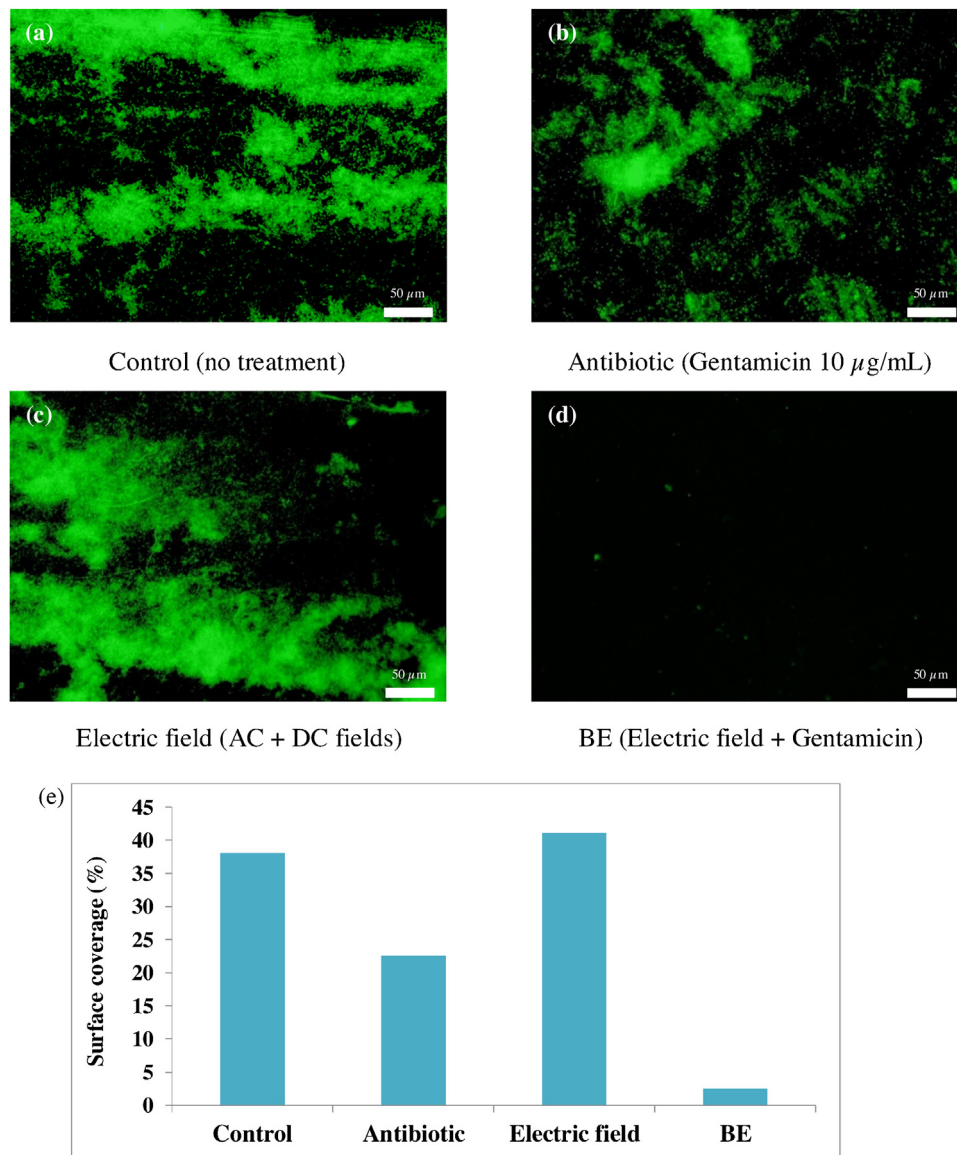 (a)
50 µm
(b)
50 µm
Control (no treatment)
Antibiotic (Gentamicin 10 µg/mL)
(c)
50 µm
(d)
50 µm
Electric field (AC + DC fields)
BE (Electric field + Gentamicin)
(e)
Surface coverage (%)
45
40
35
30
25
20
15
10
5
0
Control
Antibiotic
Electric field
BE